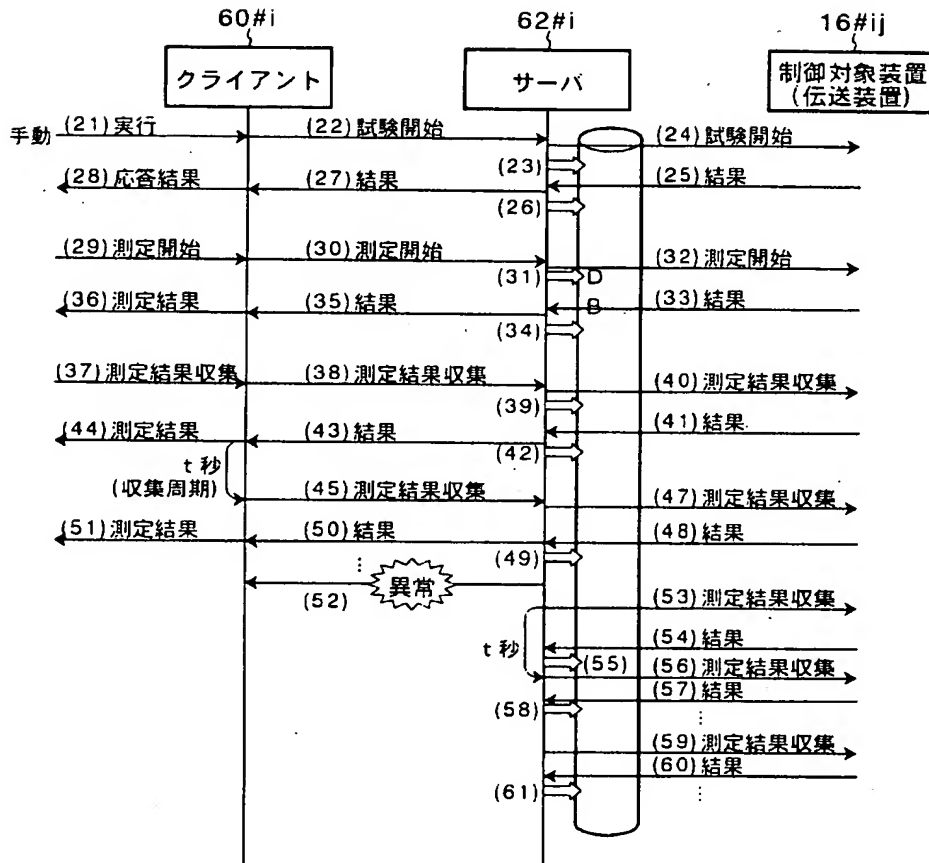 60#i 62#i 16#ij
クライアント サーバ 制御対象装置
(伝送装置)
手動 (21)実行 (22)試験開始 (24)試験開始
(23)
(28)応答結果 (27)結果 (25)結果
(26)
(29)測定開始 (30)測定開始 (32)測定開始
(31) D
(36)測定結果 (35)結果 B (33)結果
(34)
(37)測定結果収集 (38)測定結果収集 (40)測定結果収集
(39)
(44)測定結果 (43)結果 (41)結果
(42)
t秒
(収集周期) (45)測定結果収集 (47)測定結果収集
(51)測定結果 (50)結果 (48)結果
(49)
(52) 異常
(53)測定結果収集
t秒 (54)結果
(55) (56)測定結果収集
(57)結果
(58)
(59)測定結果収集
(60)結果
(61)